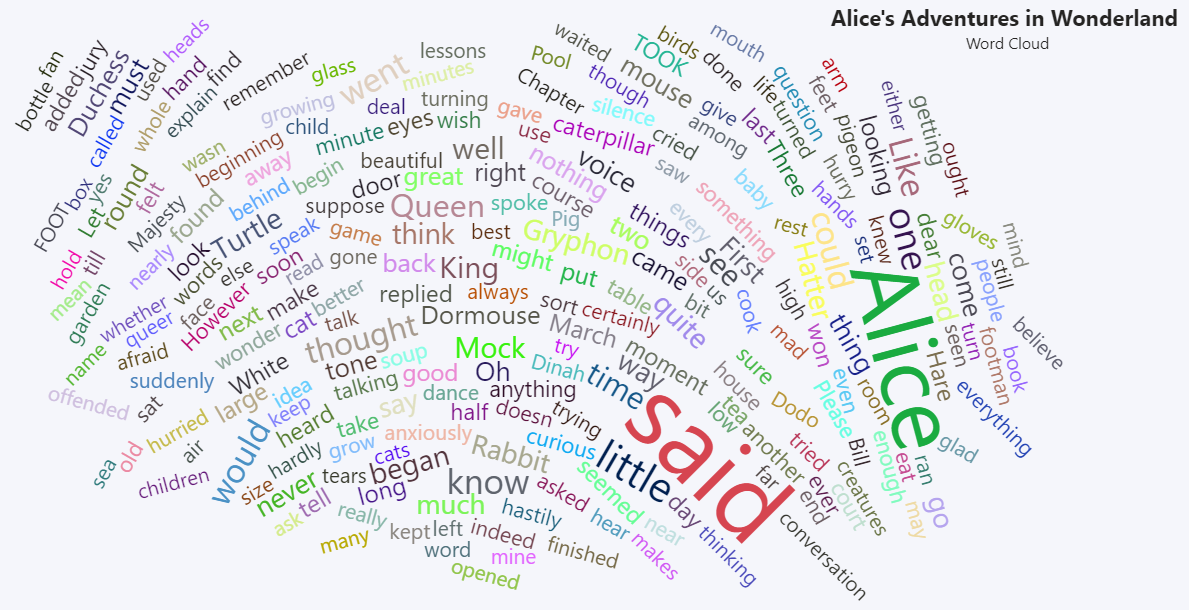 Alice's Adventures in Wonderland
Word Cloud
bottle
fan
added
jury
Duchess
must
used
heads
hand
whole
explain
find
called
FOOT
box
Let
yes
round
felt
Majesty
found
remember
glass
growing
went
minutes
lessons
deal
turning
child
minute
eyes
wish
wasn
beginning
away
beautiful
well
behind
begin
door
great
right
suppose
Queen
spoke
Turtle
speak
game
think
best
nearly
look
words
else
soon
read
gone
back
King
hold
till
mean
garden
whether
queer
face
However
next
make
better
replied
always
name
afraid
wonder
cat
talk
thought
Dormouse
offended
suddenly
White
tone
soup
Mock
sat
large
idea
talking
good
Oh
hurried
keep
dance
anything
old
sea
air
would
heard
take
say
half
doesn
children
hardly
grow
anxiously
size
never
tears
cats
began
Rabbit
ask
tell
long
know
really
much
hastily
many
kept
left
indeed
word
mine
finished
opened
waited
Pool
TOOK
birds
done
mouth
arm
though
mouse
Chapter
silence
give
life
turned
question
feet
gave
use
caterpillar
cried
among
last
Three
pigeon
looking
either
getting
ought
nothing
voice
saw
baby
hurry
Like
course
Pig
things
every
something
hands
rest
could
set
knew
one
dear
gloves
mind
Gryphon
two
came
side
us
see
First
Hatter
head
come
still
people
might
put
table
bit
cook
high
Alice
believe
sort
certainly
quite
mad
won
thing
seen
turn
footman
book
March
moment
try
Dinah
time
way
sure
house
Hare
everything
Dodo
Please
even
room
trying
said
tea
low
another
tried
Bill
enough
eat
ran
glad
curious
little
seemed
far
ever
end
creatures
court
may
go
asked
hear
day
near
makes
thinking
conversation